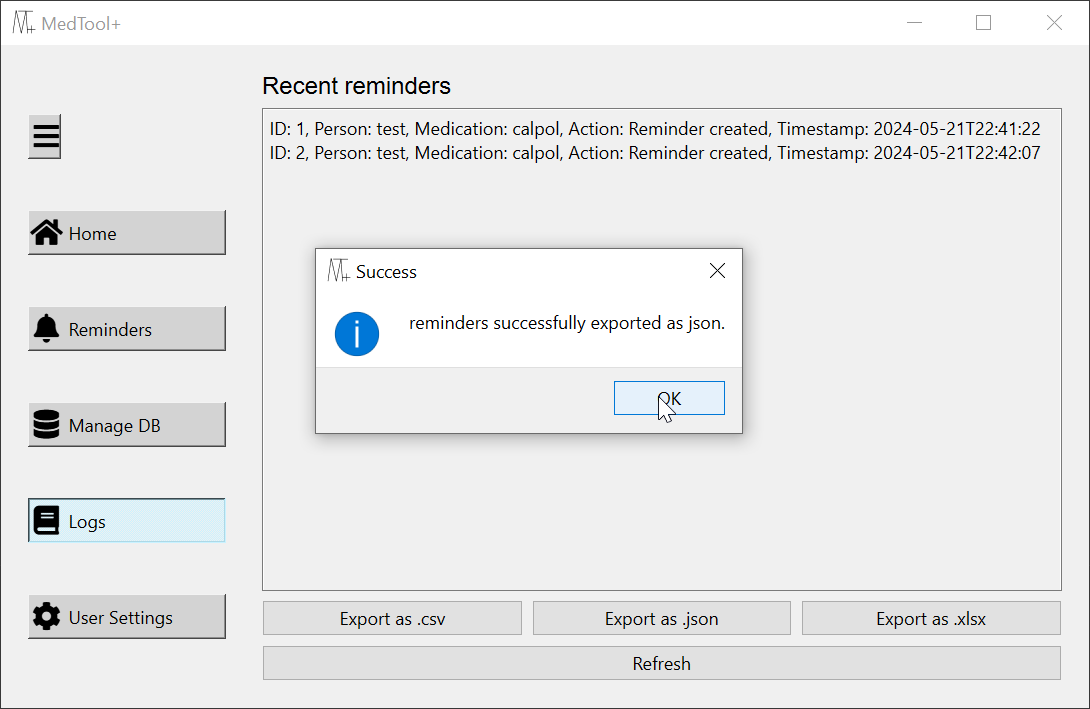 MedTool+
Recent reminders
ID: 1, Person: test, Medication: calpol, Action: Reminder created, Timestamp: 2024-05-21T22:41:22
ID: 2, Person: test, Medication: calpol, Action: Reminder created, Timestamp: 2024-05-21T22:42:07
Home
Reminders
Manage DB
Logs
User Settings
Success
reminders successfully exported as json.
OK
Export as .csv
Export as .json
Export as .xlsx
Refresh